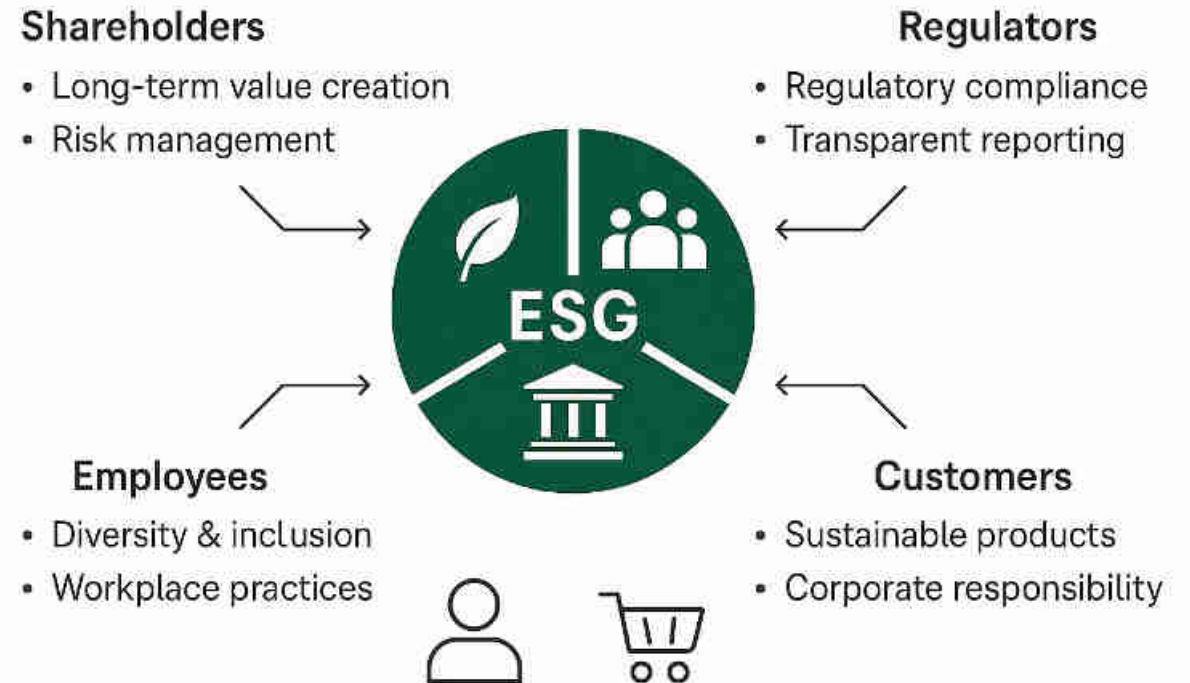 Shareholders
• Long-term value creation
• Risk management
Regulators
• Regulatory compliance
• Transparent reporting
ESG
Employees
• Diversity & inclusion
• Workplace practices
Customers
• Sustainable products
• Corporate responsibility